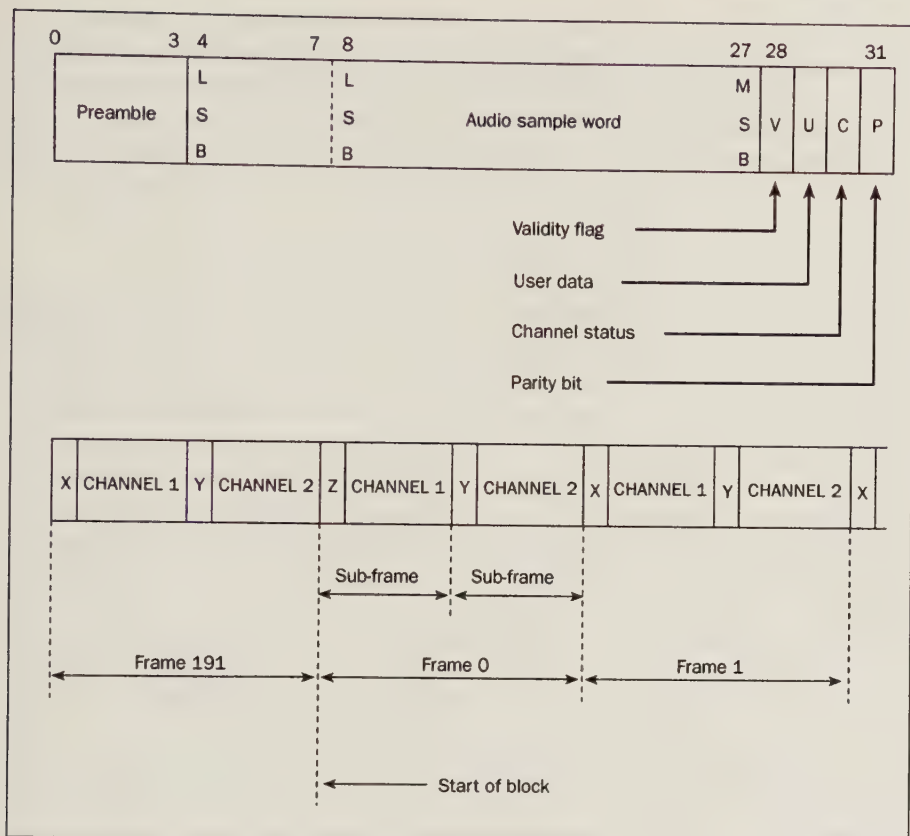 0 3 4 7 8 27 28 31
Preamble
L
S
B
L
S
B
Audio sample word
M
S
B
V U C P
Validity flag
User data
Channel status
Parity bit
X CHANNEL 1 Y CHANNEL 2 Z CHANNEL 1 Y CHANNEL 2 X CHANNEL 1 Y CHANNEL 2 X
Sub-frame Sub-frame
Frame 191 Frame 0 Frame 1
Start of block